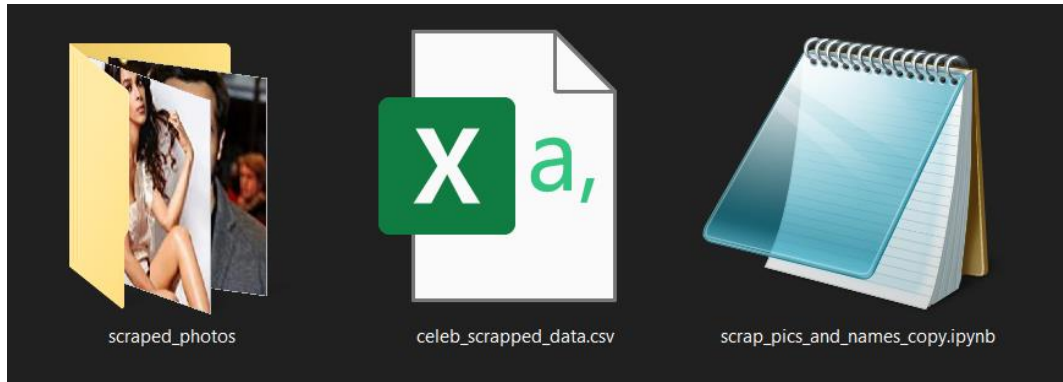 X a,
scraped_photos
celeb_scrapped_data.csv
scrap_pics_and_names_copy.ipynb